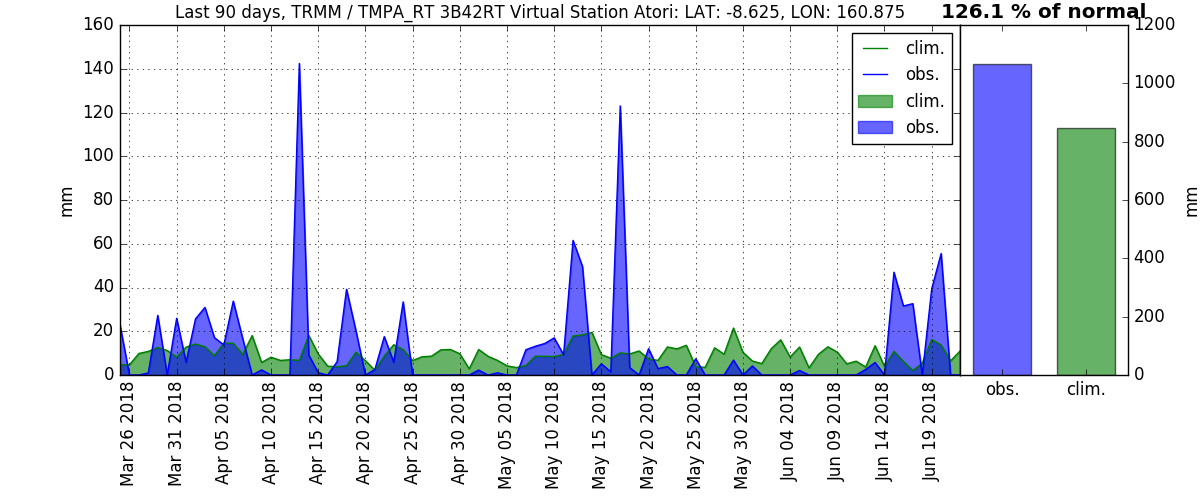 Last 90 days, TRMM / TMPA_RT 3B42RT Virtual Station Atori: LAT: -8.625, LON: 160.875
126.1 % of normal
160
140
120
100
80
60
40
20
0
mm
clim.
obs.
clim.
obs.
Mar 26 2018
Mar 31 2018
Apr 05 2018
Apr 10 2018
Apr 15 2018
Apr 20 2018
Apr 25 2018
Apr 30 2018
May 05 2018
May 10 2018
May 15 2018
May 20 2018
May 25 2018
May 30 2018
Jun 04 2018
Jun 09 2018
Jun 14 2018
Jun 19 2018
1200
1000
800
600
400
200
0
mm
obs.
clim.